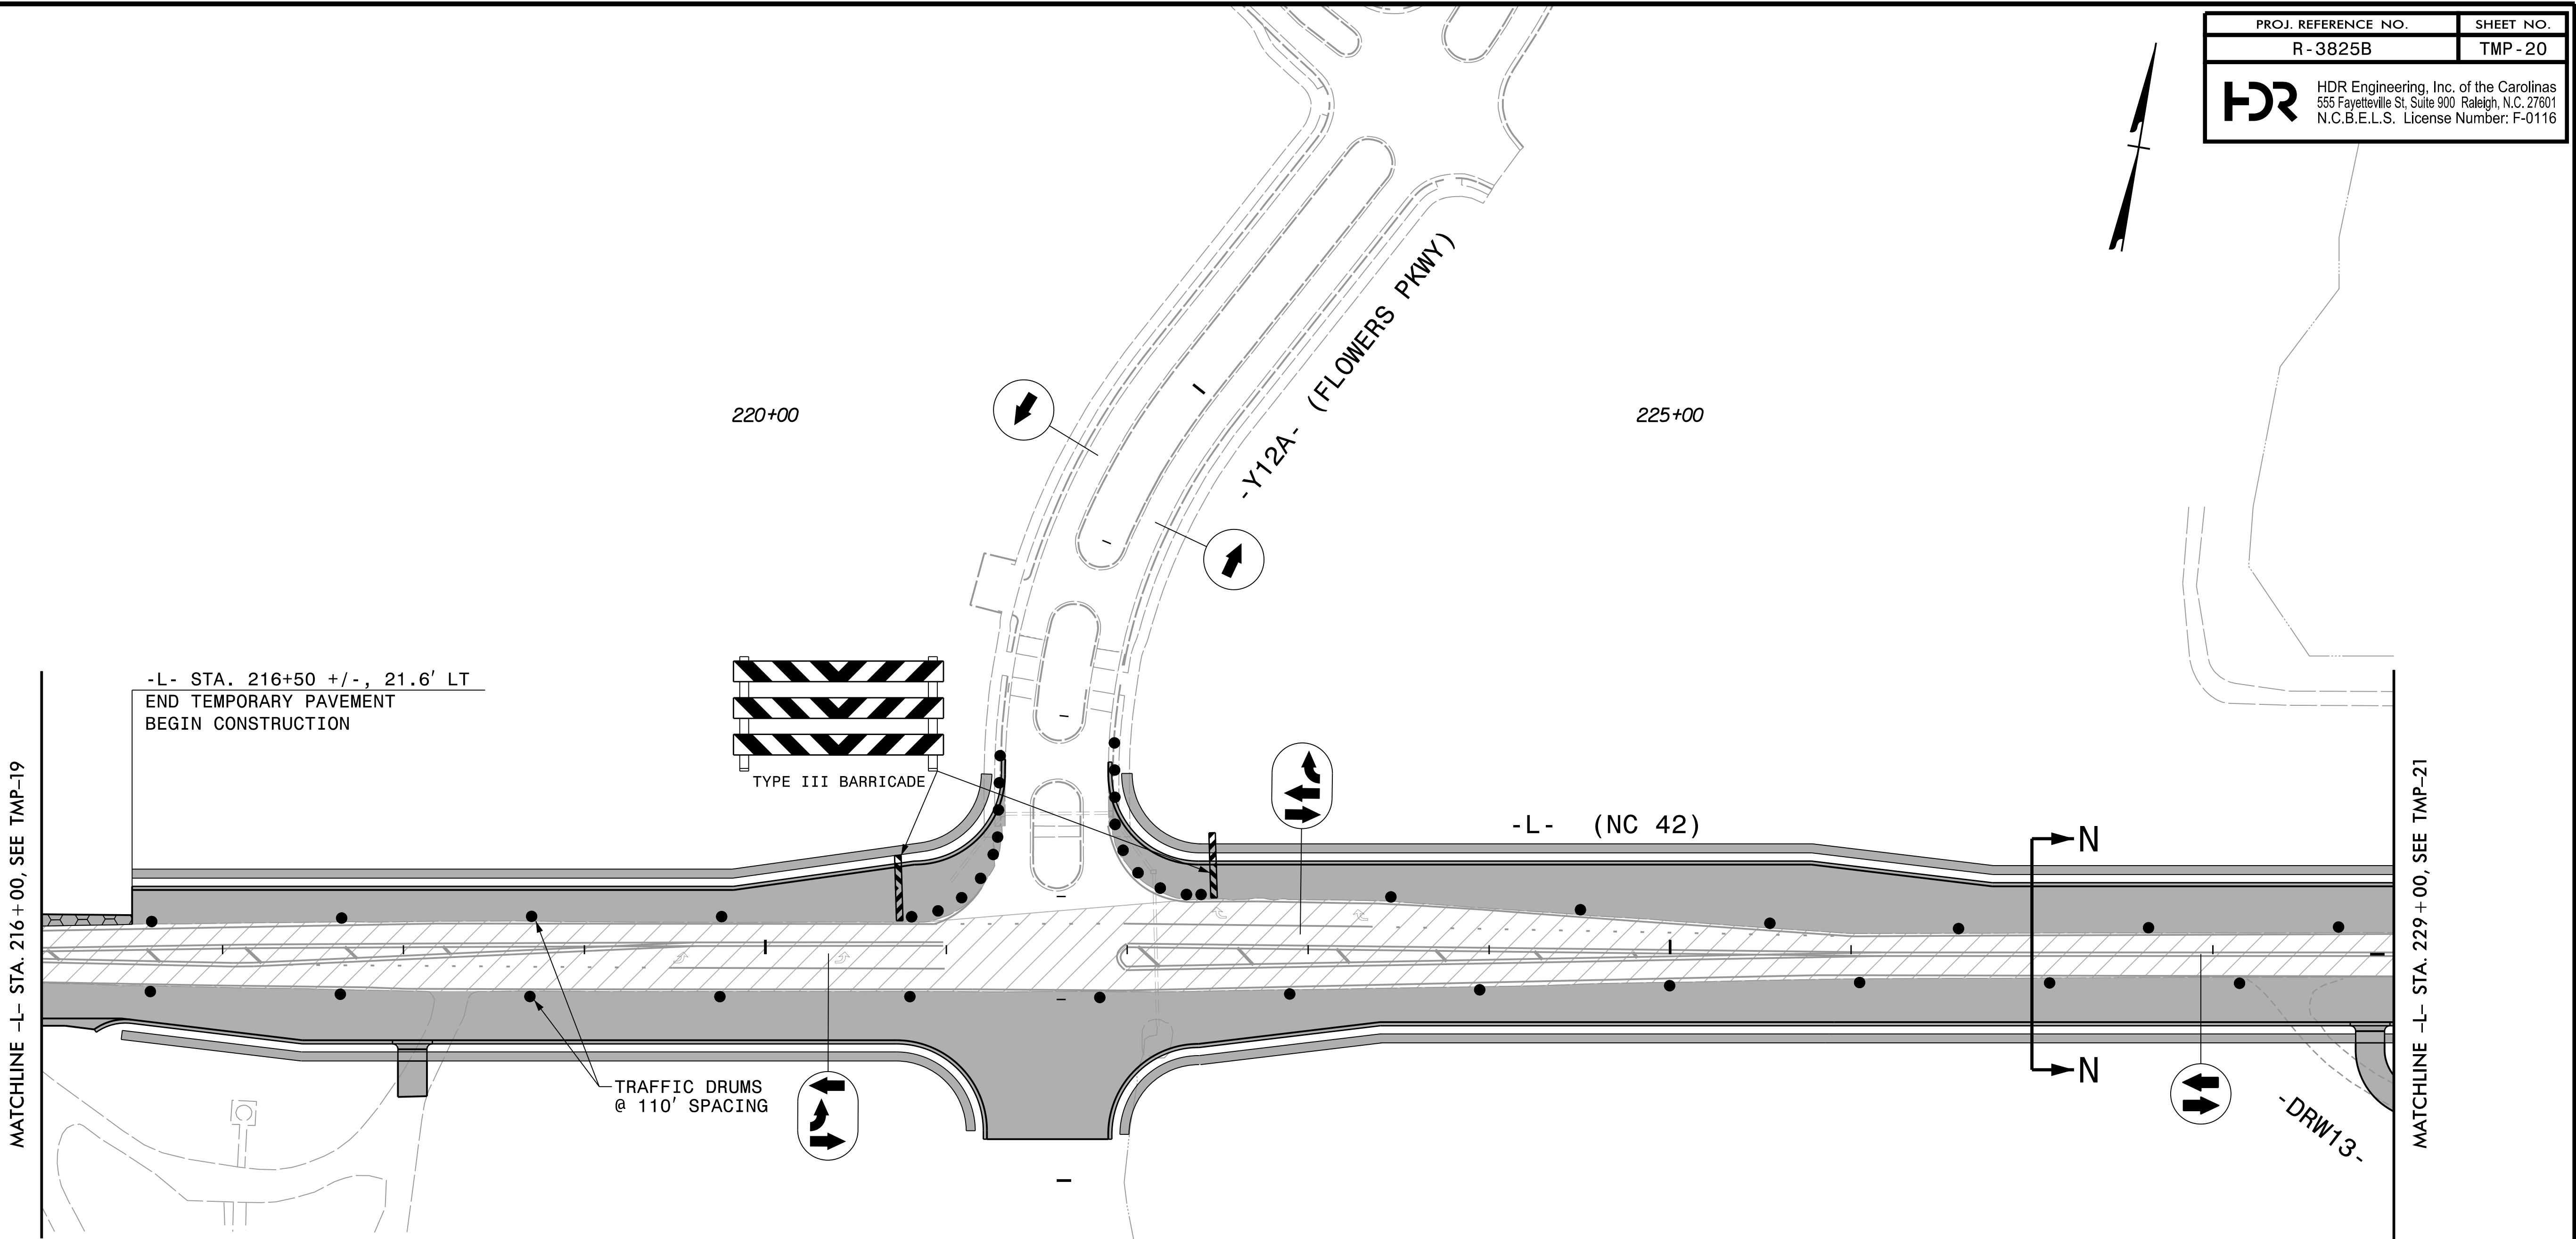 PROJ. REFERENCE NO.
SHEET NO.
R-3825B
TMP-20
HDR
HDR Engineering, Inc. of the Carolinas
555 Fayetteville St, Suite 900 Raleigh, N.C. 27601
N.C.B.E.L.S. License Number: F-0116
220+00
225+00
-Y12A- (FLOWERS PKWY)
-L- STA. 216+50 +/-, 21.6' LT
END TEMPORARY PAVEMENT
BEGIN CONSTRUCTION
TYPE III BARRICADE
-L- (NC 42)
N
N
TRAFFIC DRUMS
@ 110' SPACING
-DRW13-
MATCHLINE -L- STA. 216+00, SEE TMP-19
MATCHLINE -L- STA. 229+00, SEE TMP-21